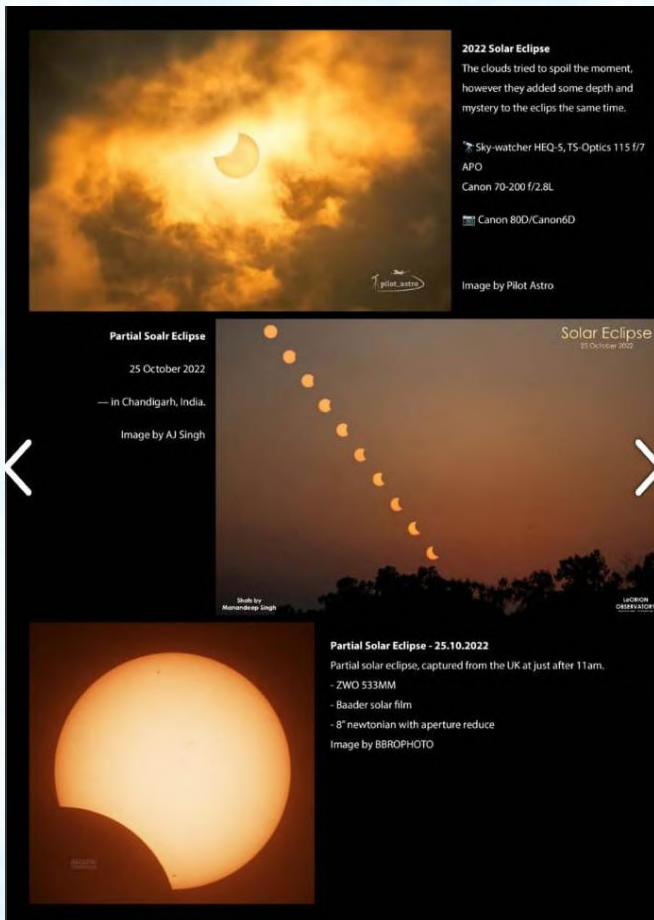 2022 Solar Eclipse
The clouds tried to spoil the moment,
however they added some depth and
mystery to the eclips the same time.
Sky-watcher HEQ-5, TS-Optics 115 f/7
APO
Canon 70-200 f/2.8L
Canon 80D/Canon6D
pilot_astro
Image by Pilot Astro
Partial Soalr Eclipse
25 October 2022
— in Chandigarh, India.
Image by AJ Singh
Solar Eclipse
25 October 2022
Shots by
Manandeep Singh
LeORION
OBSERVATORY
Partial Solar Eclipse - 25.10.2022
Partial solar eclipse, captured from the UK at just after 11am.
- ZWO 533MM
- Baader solar film
- 8" newtonian with aperture reduce
Image by BBROPHOTO